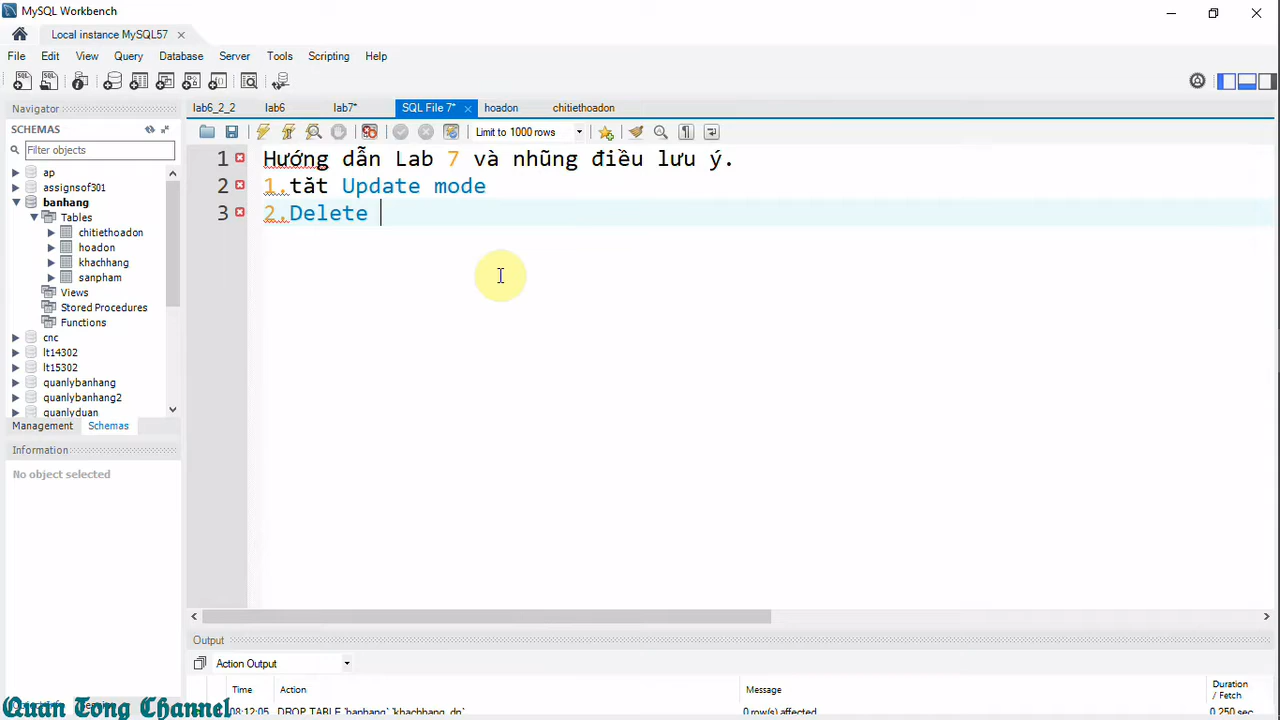 MySQL Workbench
Local instance MySQL57
File Edit View Query Database Server Tools Scripting Help
Navigator
lab6_2_2 lab6 lab7* SQL File 7* hoadon chitiethoadon
SCHEMAS
Limit to 1000 rows
Filter objects
ap
assignsof301
banhang
Tables
chitiethoadon
hoadon
khachhang
sanpham
Views
Stored Procedures
Functions
cnc
lt14302
lt15302
quanlybanhang
quanlybanhang2
quanlyduan
Management Schemas
Information
No object selected
1 Hướng dẫn Lab 7 và nhũng điều lưu ý.
2 1.tăt Update mode
3 2.Delete
Output
Action Output
Time Action Message Duration / Fetch
08:12:05 DROP TABLE `banhang`.`khachhang_dn` 0 row(s) affected 0.250 sec
Quan Tong Channel